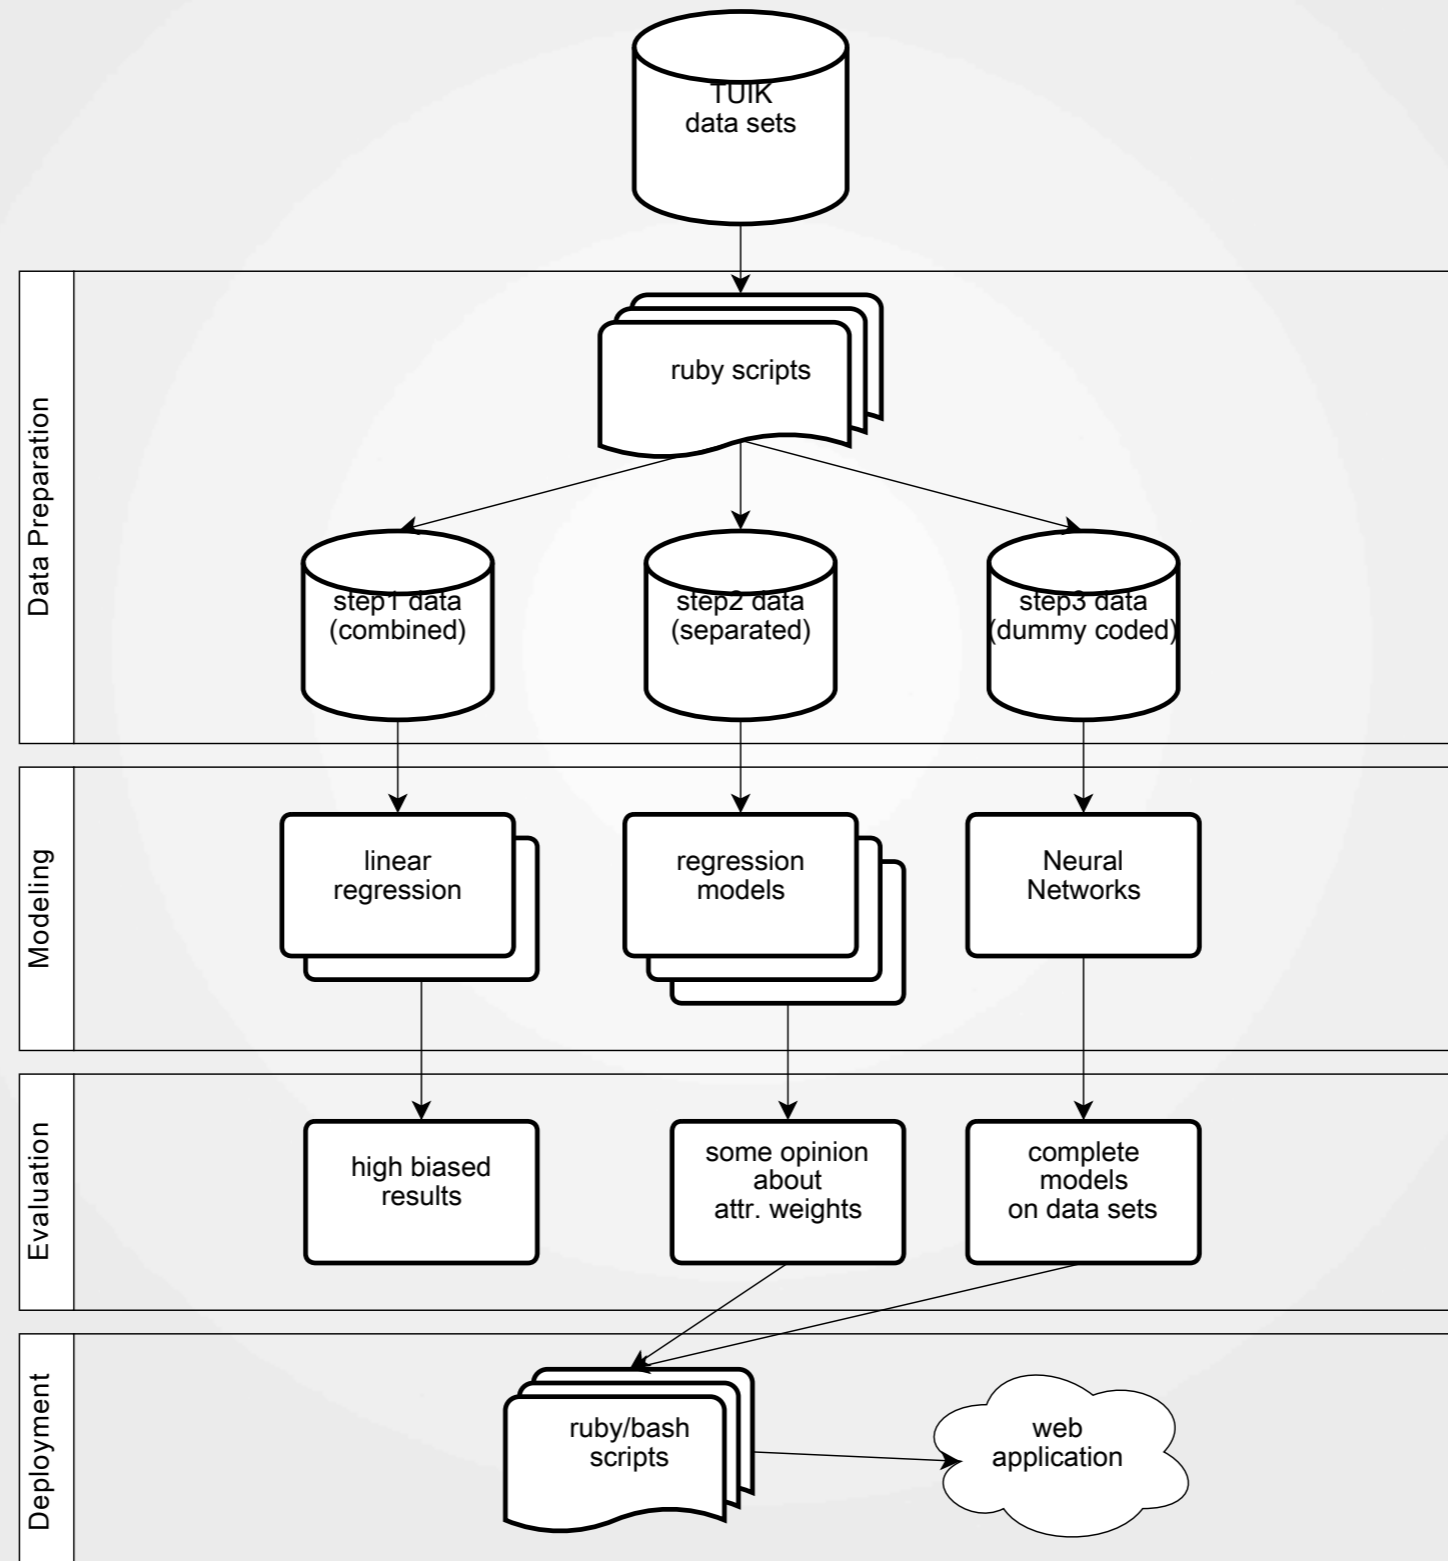 TUIK
data sets
Data Preparation
ruby scripts
step1 data
(combined)
step2 data
(separated)
step3 data
(dummy coded)
Modeling
linear
regression
regression
models
Neural
Networks
Evaluation
high biased
results
some opinion
about
attr. weights
complete
models
on data sets
Deployment
ruby/bash
scripts
web
application